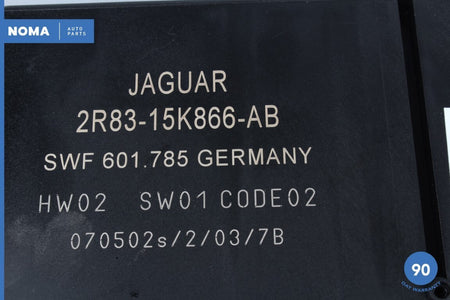 NOMA AUTO PARTS
JAGUAR
2R83-15K866-AB
SWF 601.785 GERMANY
HW02 SW01 CODE02
070502s/2/03/7B
90
DAY WARRANTY